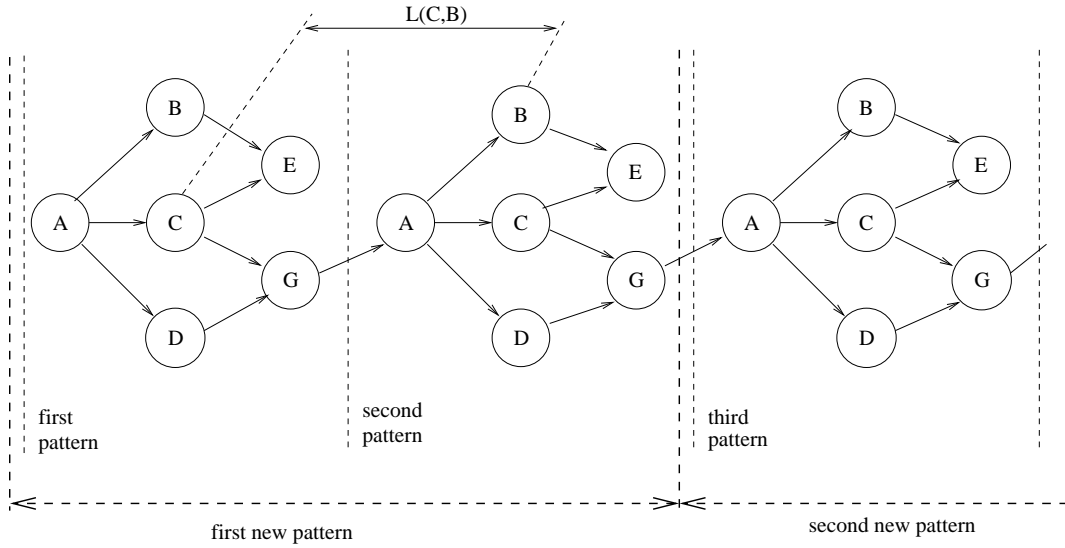 L(C,B)
B
E
A
C
G
D
B
E
A
C
G
D
B
E
A
C
G
D
first
pattern
second
pattern
third
pattern
first new pattern
second new pattern